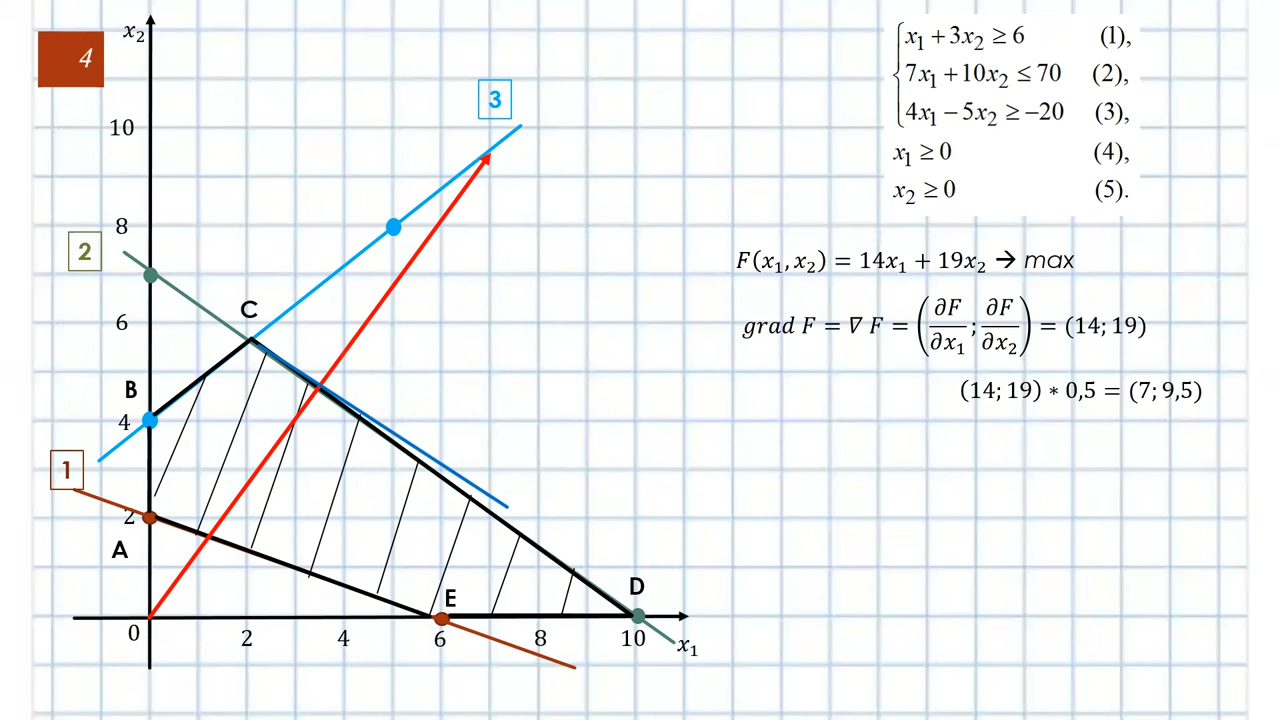 4
x₂
3
10
8
2
C
6
B
4
1
2
A
E
D
0
2
4
6
8
10
x₁
x₁ + 3x₂ ≥ 6 (1),
7x₁ + 10x₂ ≤ 70 (2),
4x₁ − 5x₂ ≥ −20 (3),
x₁ ≥ 0 (4),
x₂ ≥ 0 (5).
F(x₁, x₂) = 14x₁ + 19x₂ → max
grad F = ∇ F = (∂F/∂x₁ ; ∂F/∂x₂) = (14; 19)
(14; 19) ∗ 0,5 = (7; 9,5)